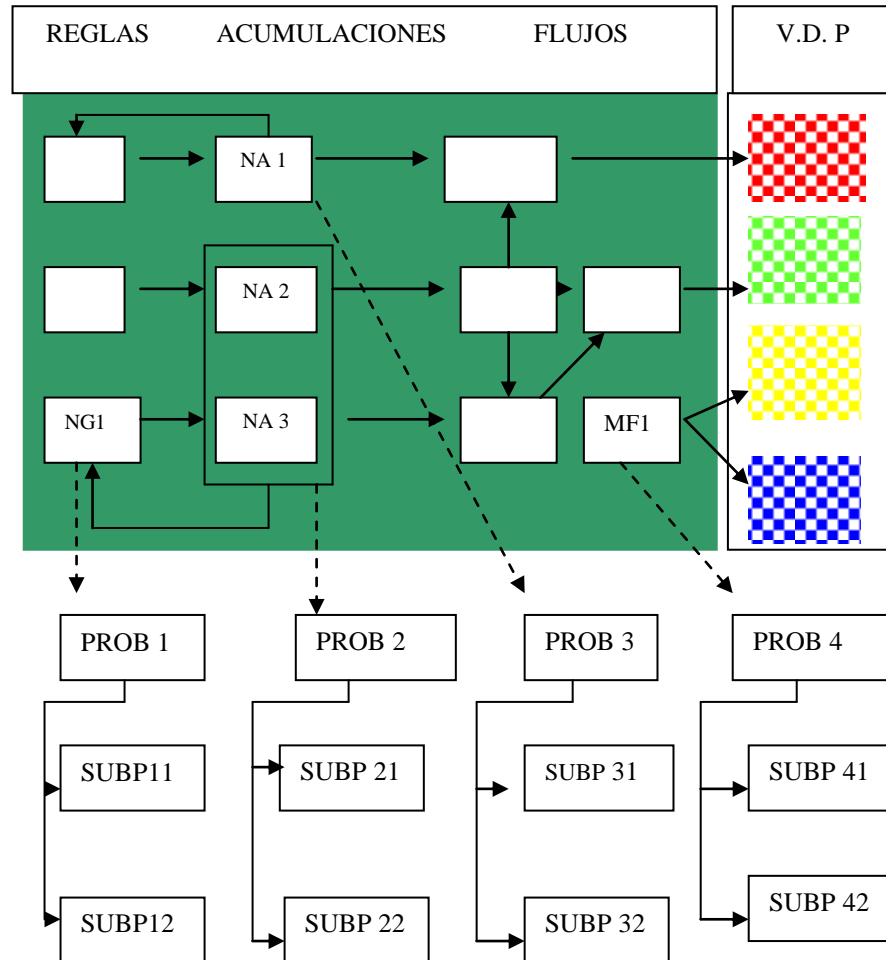 REGLAS ACUMULACIONES FLUJOS V.D. P
NA 1
NA 2
NG1 NA 3 MF1
PROB 1 PROB 2 PROB 3 PROB 4
SUBP11 SUBP 21 SUBP 31 SUBP 41
SUBP12 SUBP 22 SUBP 32 SUBP 42